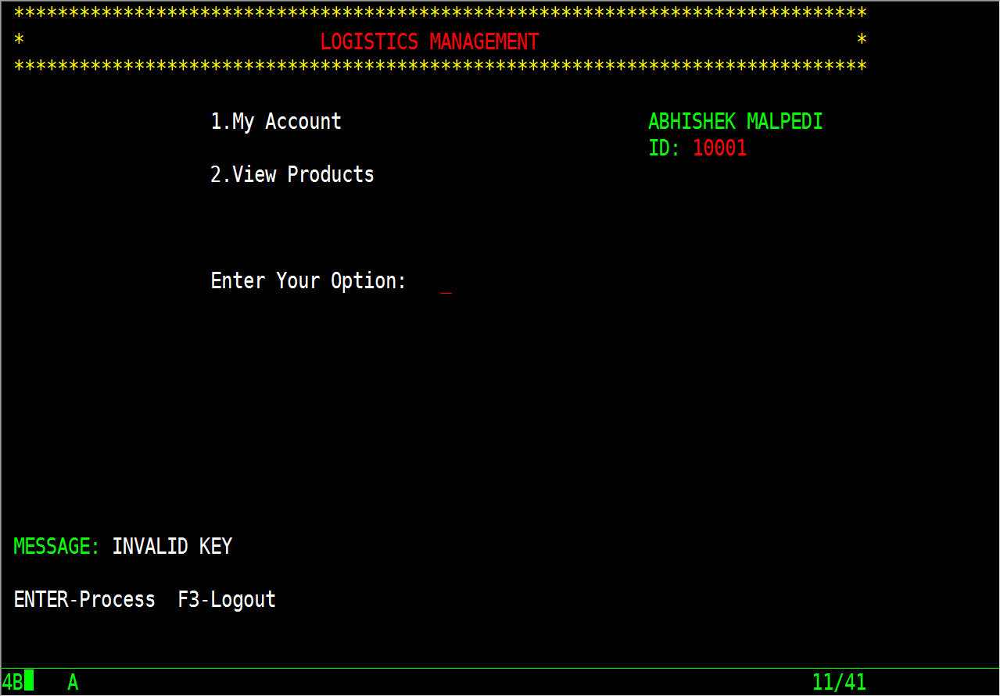 ******************************************************************************
* LOGISTICS MANAGEMENT *
******************************************************************************
1.My Account ABHISHEK MALPEDI
ID: 10001
2.View Products
Enter Your Option: _
MESSAGE: INVALID KEY
ENTER-Process F3-Logout
4B A 11/41